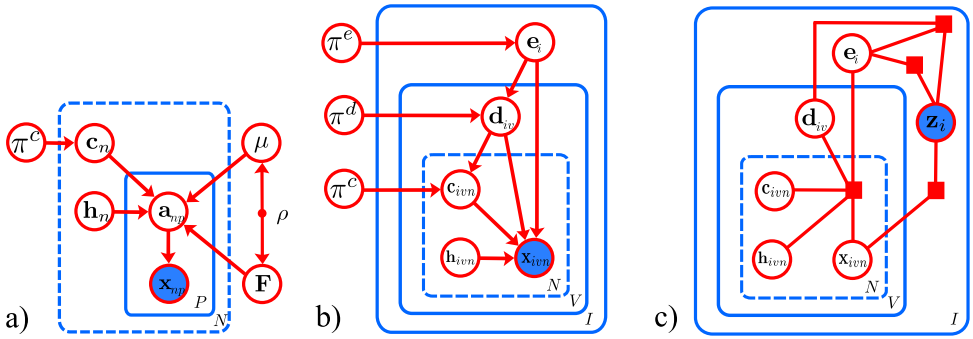 a)
π^c
c_n
μ
h_n
a_np
ρ
x_np
F
P
N
b)
π^e
e_i
π^d
d_iv
π^c
c_ivn
h_ivn
x_ivn
N
V
I
c)
e_i
d_iv
z_i
c_ivn
h_ivn
x_ivn
N
V
I